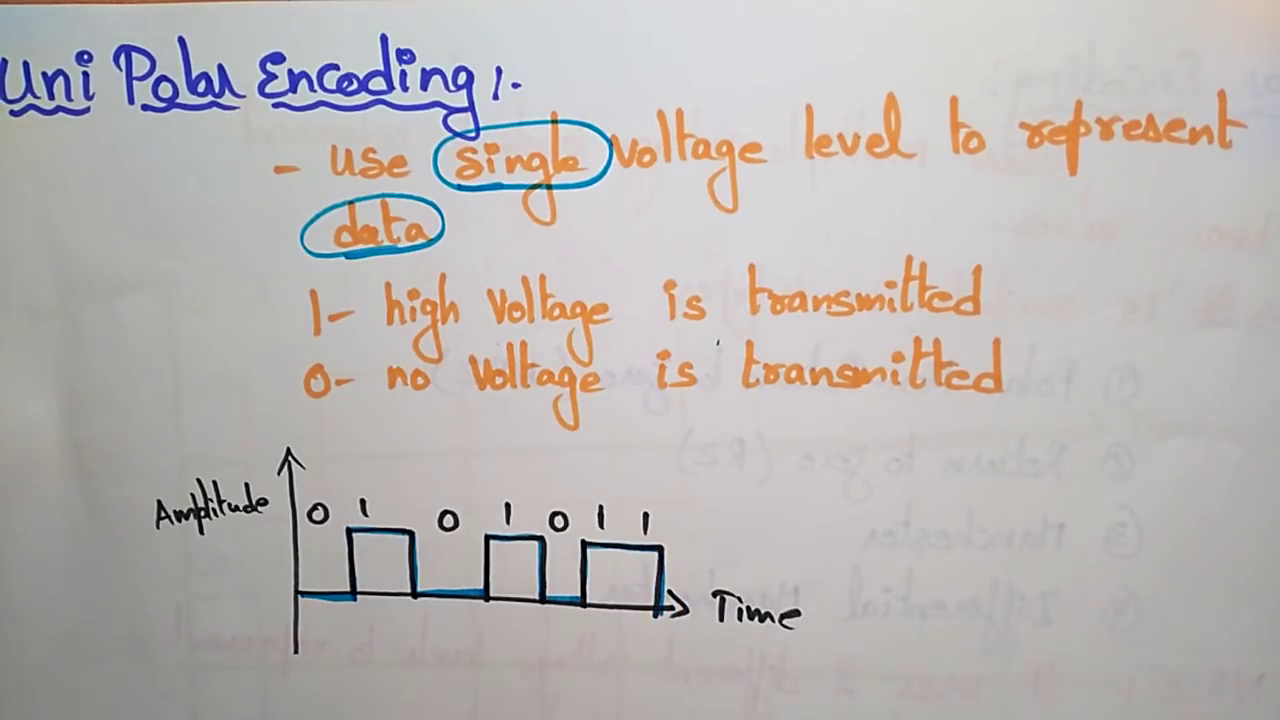 Uni Polar Encoding :-
- use single voltage level to represent
data
1- high voltage is transmitted
0- no voltage is transmitted
Amplitude
0 1 0 1 0 1 1
Time